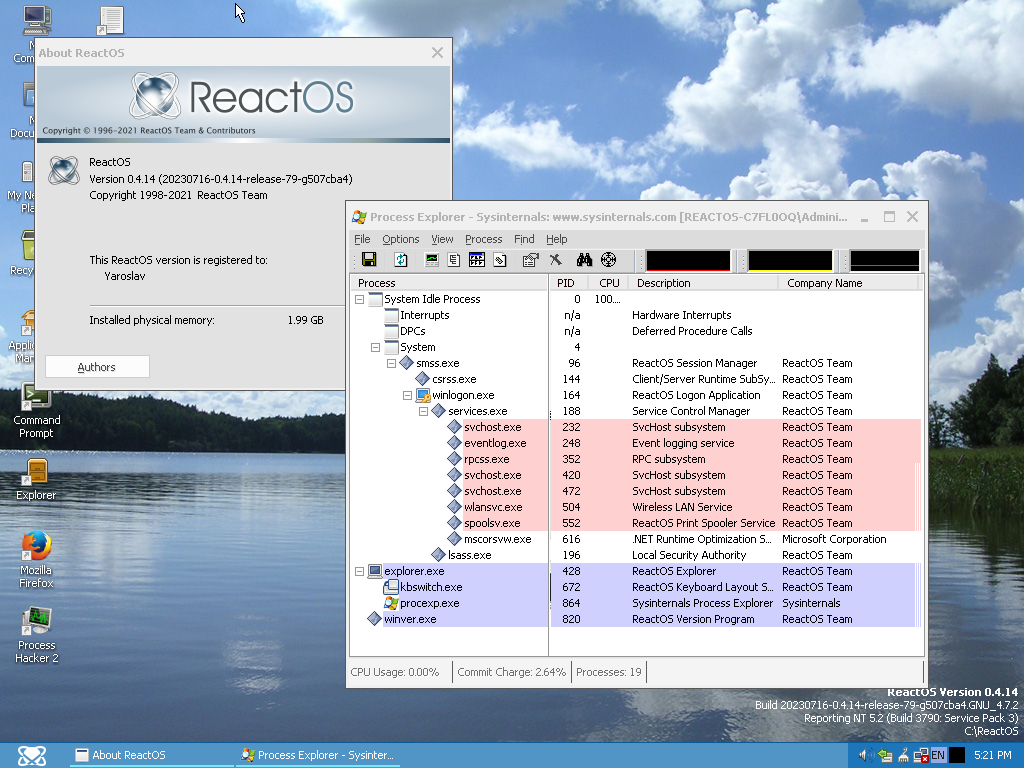 About ReactOS
ReactOS
Copyright © 1996-2021 ReactOS Team & Contributors
ReactOS
Version 0.4.14 (20230716-0.4.14-release-79-g507cba4)
Copyright 1998-2021 ReactOS Team
This ReactOS version is registered to:
Yaroslav
Installed physical memory: 1.99 GB
Authors
Command
Prompt
Explorer
Mozilla
Firefox
Process
Hacker 2
Process Explorer - Sysinternals: www.sysinternals.com [REACTOS-C7FL0OQ\Admini...
File Options View Process Find Help
Process PID CPU Description Company Name
System Idle Process 0 100....
Interrupts n/a Hardware Interrupts
DPCs n/a Deferred Procedure Calls
System 4
smss.exe 96 ReactOS Session Manager ReactOS Team
csrss.exe 144 Client/Server Runtime SubSy... ReactOS Team
winlogon.exe 164 ReactOS Logon Application ReactOS Team
services.exe 188 Service Control Manager ReactOS Team
svchost.exe 232 SvcHost subsystem ReactOS Team
eventlog.exe 248 Event logging service ReactOS Team
rpcss.exe 352 RPC subsystem ReactOS Team
svchost.exe 420 SvcHost subsystem ReactOS Team
svchost.exe 472 SvcHost subsystem ReactOS Team
wlansvc.exe 504 Wireless LAN Service ReactOS Team
spoolsv.exe 552 ReactOS Print Spooler Service ReactOS Team
mscorsvw.exe 616 .NET Runtime Optimization S... Microsoft Corporation
lsass.exe 196 Local Security Authority ReactOS Team
explorer.exe 428 ReactOS Explorer ReactOS Team
kbswitch.exe 672 ReactOS Keyboard Layout S... ReactOS Team
procexp.exe 864 Sysinternals Process Explorer Sysinternals
winver.exe 820 ReactOS Version Program ReactOS Team
CPU Usage: 0.00% Commit Charge: 2.64% Processes: 19
ReactOS Version 0.4.14
Build 20230716-0.4.14-release-79-g507cba4.GNU_4.7.2
Reporting NT 5.2 (Build 3790: Service Pack 3)
C:\ReactOS
About ReactOS
Process Explorer - Sysinter...
EN
5:21 PM